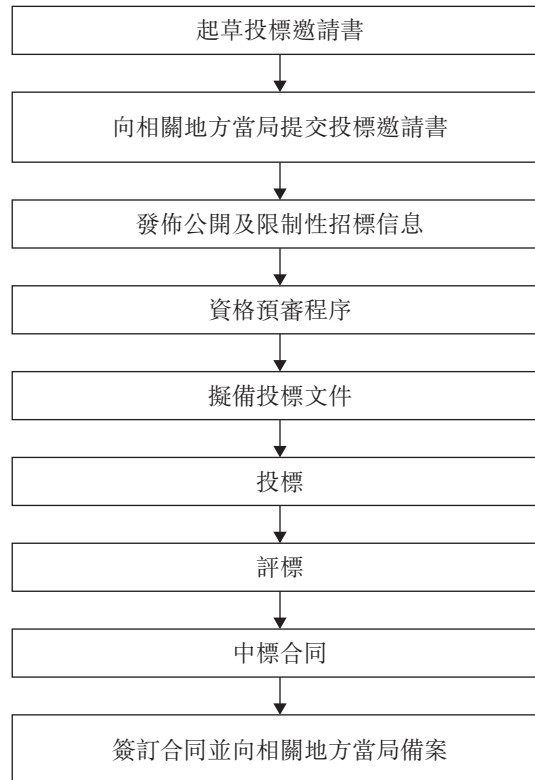 起草投標邀請書
向相關地方當局提交投標邀請書
發佈公開及限制性招標信息
資格預審程序
擬備投標文件
投標
評標
中標合同
簽訂合同並向相關地方當局備案